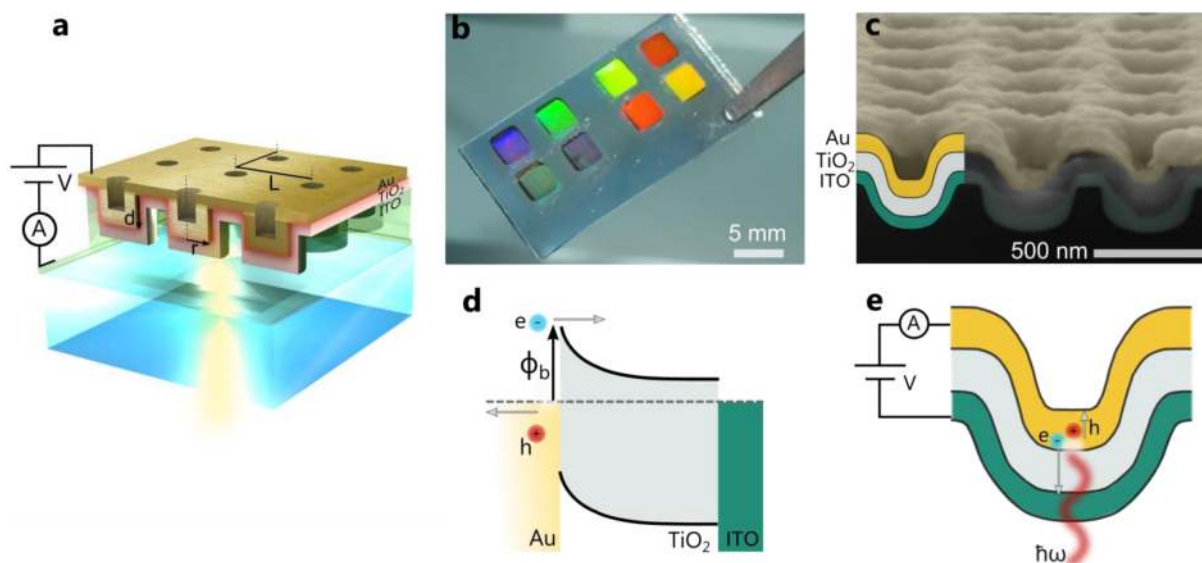 a
V
A
L
d
r
Au
TiO₂
ITO
b
5 mm
c
Au
TiO₂
ITO
500 nm
d
e
-
ϕb
+
h
Au
TiO₂
ITO
e
A
V
e
-
+
h
ħω